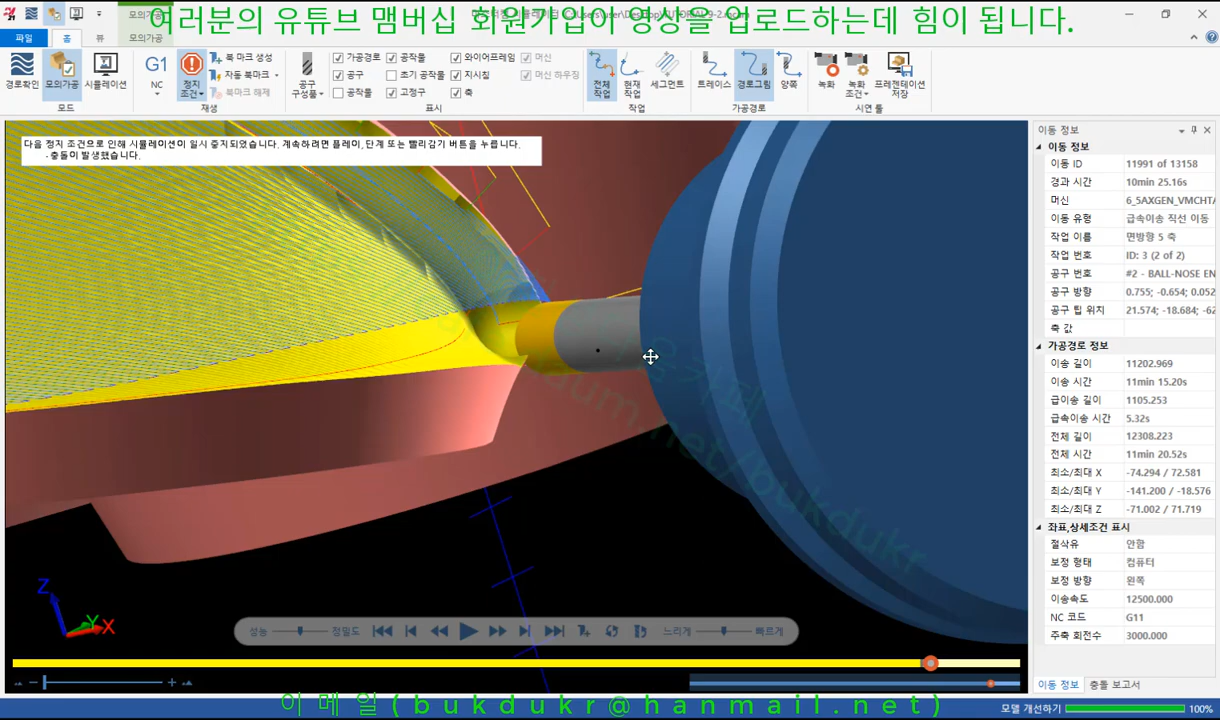 여러분의 유튜브 맴버십 회원가입이 영상을 업로드하는데 힘이 됩니다.
파일
홈
뷰
모의가공
경로확인
모의가공
시뮬레이션
모드
G1
NC
정지
조건
북 마크 생성
자동 북마크
북마크 해제
재생
공구
구성품
가공경로
공작물
와이어프레임
머신
공구
초기 공작물
지시침
머신 하우징
공작물
고정구
축
표시
전체
작업
현재
작업
세그먼트
작업
트레이스
경로그림
양쪽
가공경로
녹화
녹화
조건
프레젠테이션
저장
시연 툴
다음 정지 조건으로 인해 시뮬레이션이 일시 중지되었습니다. 계속하려면 플레이, 단계 또는 빨리감기 버튼을 누릅니다.
- 충돌이 발생했습니다.
이동 정보
이동 정보
이동 ID 11991 of 13158
경과 시간 10min 25.16s
머신 6_5AXGEN_VMCHTA
이동 유형 급속이송 직선 이동
작업 이름 면방향 5 축
작업 번호 ID: 3 (2 of 2)
공구 번호 #2 - BALL-NOSE EN
공구 방향 0.755; -0.654; 0.052
공구 팁 위치 21.574; -18.684; -62
축 값
가공경로 정보
이송 길이 11202.969
이송 시간 11min 15.20s
급이송 길이 1105.253
급속이송 시간 5.32s
전체 길이 12308.223
전체 시간 11min 20.52s
최소/최대 X -74.294 / 72.581
최소/최대 Y -141.200 / -18.576
최소/최대 Z -71.002 / 71.719
좌표,상세조건 표시
절삭유 안함
보정 형태 컴퓨터
보정 방향 왼쪽
이송속도 12500.000
NC 코드 G11
주축 회전수 3000.000
Z
Y
X
성능
정밀도
느리게
빠르게
이동 정보
충돌 보고서
모델 개선하기
100%
이 메 일 ( b u k d u k r @ h a n m a i l . n e t )